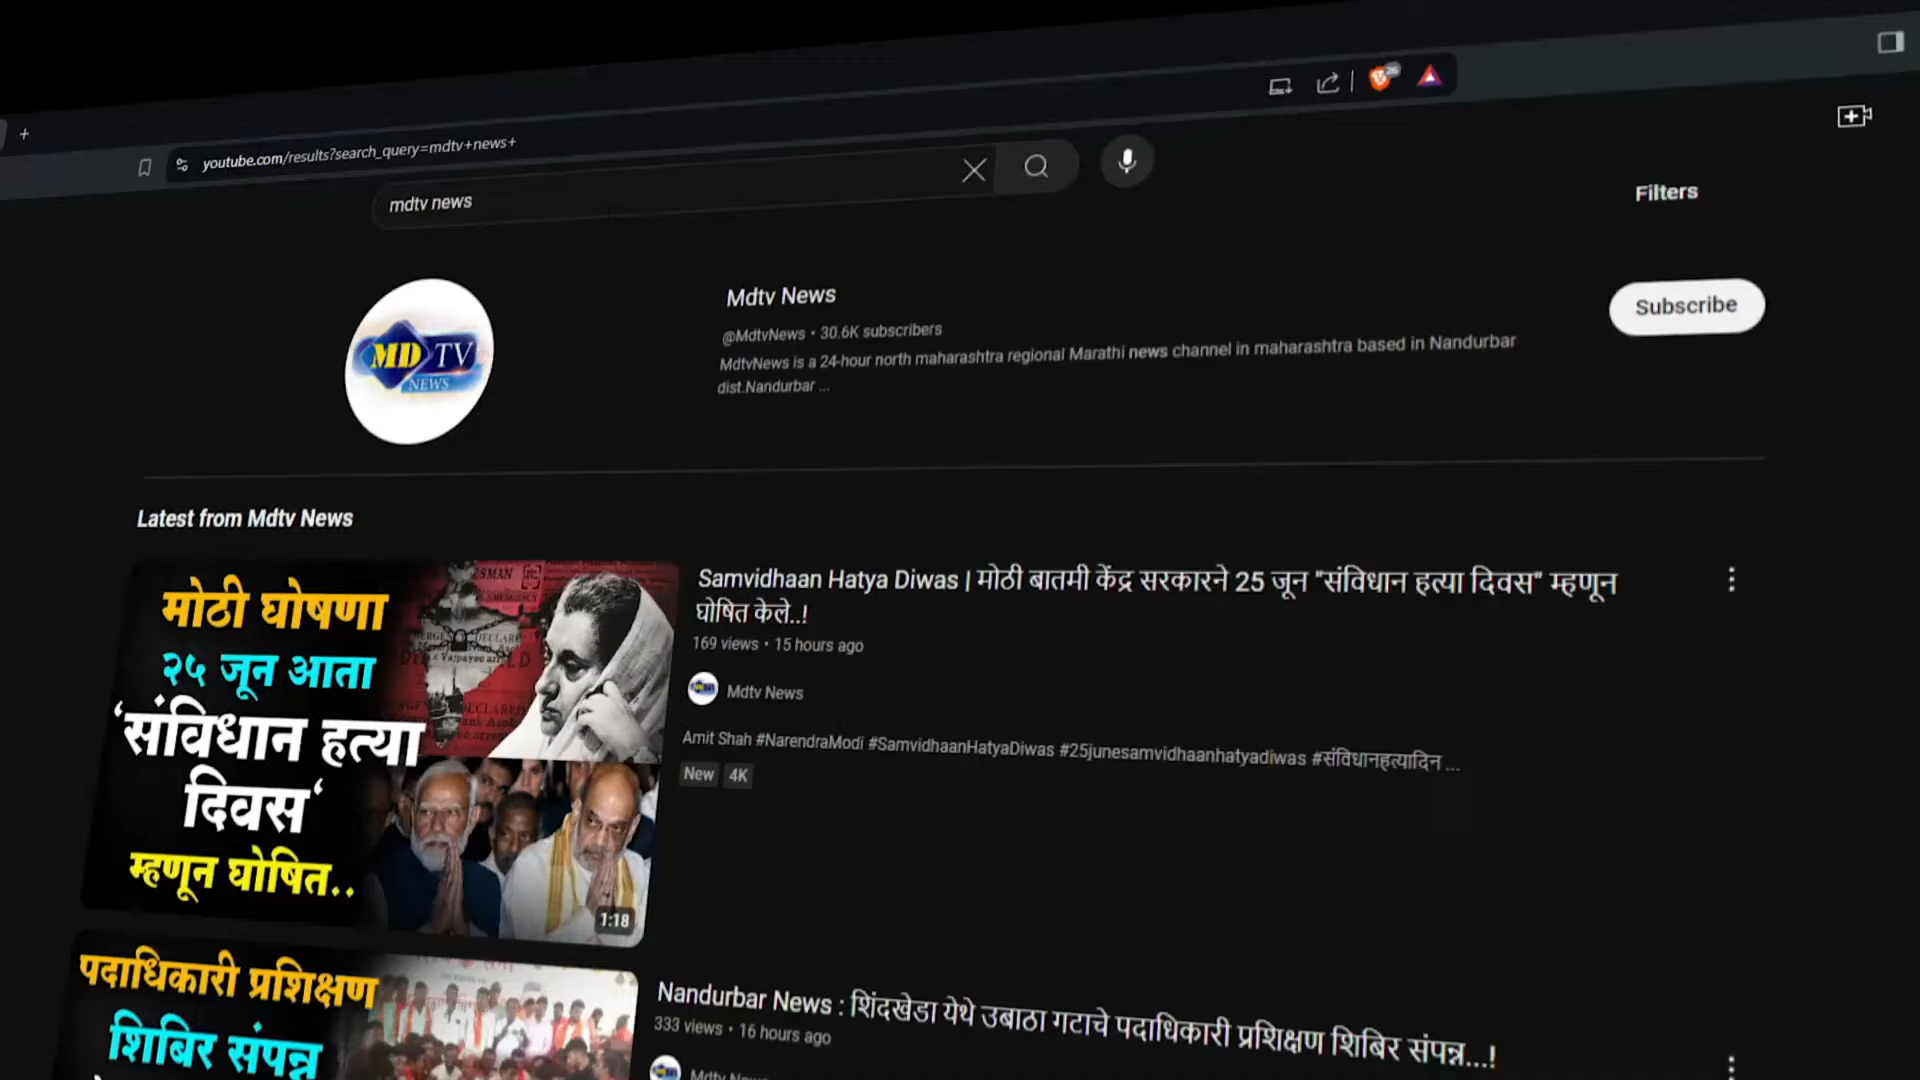 youtube.com/results?search_query=mdtv+news+
26
mdtv news
Filters
MD TV
NEWS
Mdtv News
@MdtvNews • 30.6K subscribers
MdtvNews is a 24-hour north maharashtra regional Marathi news channel in maharashtra based in Nandurbar
dist.Nandurbar ...
Subscribe
Latest from Mdtv News
मोठी घोषणा
२५ जून आता
‘संविधान हत्या
दिवस‘
म्हणून घोषित..
1:18
Samvidhaan Hatya Diwas | मोठी बातमी केंद्र सरकारने 25 जून "संविधान हत्या दिवस" म्हणून
घोषित केले..!
169 views • 15 hours ago
Mdtv News
Amit Shah #NarendraModi #SamvidhaanHatyaDiwas #25junesamvidhaanhatyadiwas #संविधानहत्यादिन ...
New 4K
पदाधिकारी प्रशिक्षण
शिबिर संपन्न
Nandurbar News : शिंदखेडा येथे उबाठा गटाचे पदाधिकारी प्रशिक्षण शिबिर संपन्न...!
333 views • 16 hours ago
Mdtv